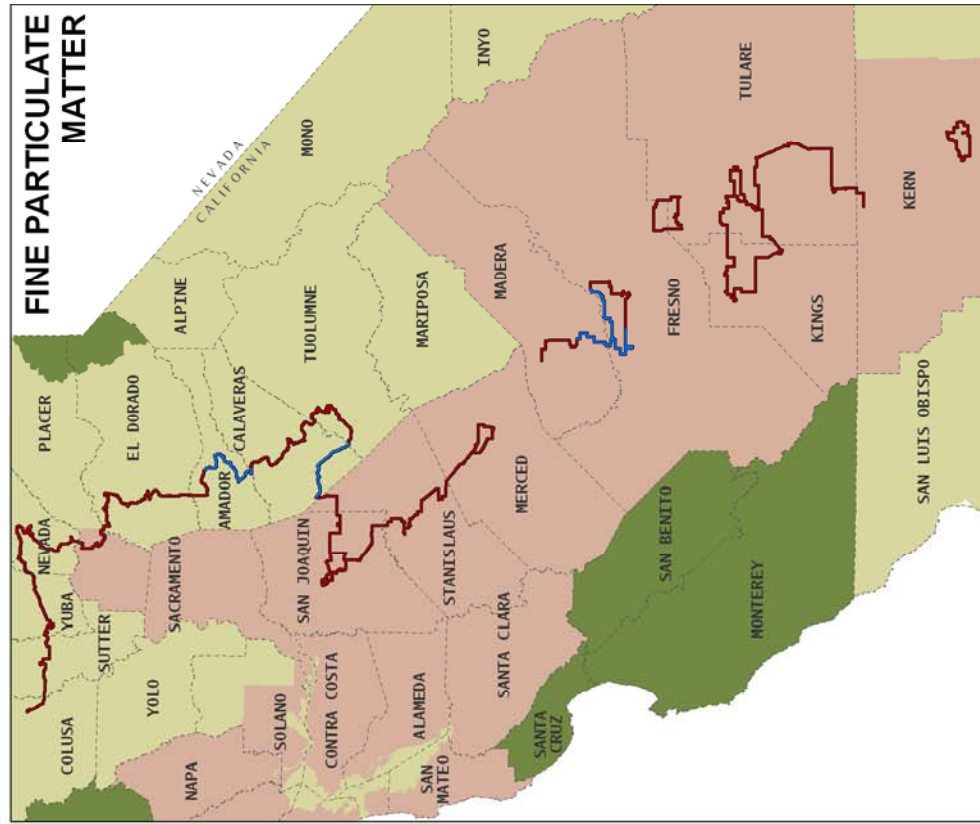 FINE PARTICULATE
MATTER
COLUSA
YUBA
NEVADA
PLACER
SUTTER
EL DORADO
YOLO
SACRAMENTO
ALPINE
NAPA
AMADOR
NEVADA
CALIFORNIA
CALAVERAS
SOLANO
SAN JOAQUIN
TUOLUMNE
MONO
CONTRA COSTA
ALAMEDA
MARIPOSA
SAN
MATEO
STANISLAUS
INYO
SANTA CLARA
MADERA
MERCED
SANTA
CRUZ
SAN BENITO
FRESNO
MONTEREY
TULARE
KINGS
KERN
SAN LUIS OBISPO